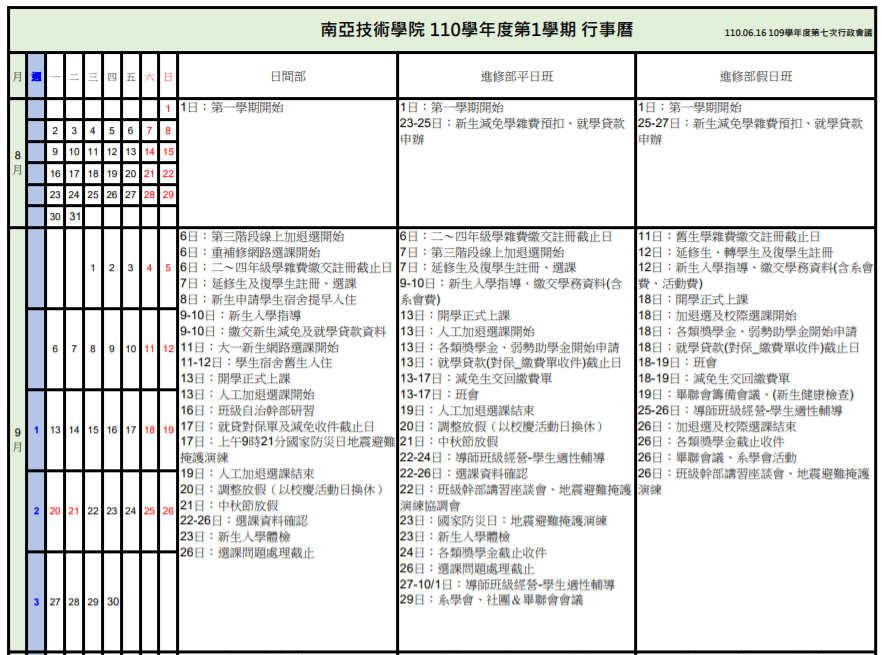 南亞技術學院 110學年度第1學期 行事曆
110.06.16 109學年度第七次行政會議
月 週 一 二 三 四 五 六 日 日間部 進修部平日班 進修部假日班
8月
1
2 3 4 5 6 7 8
9 10 11 12 13 14 15
16 17 18 19 20 21 22
23 24 25 26 27 28 29
30 31
1日：第一學期開始
1日：第一學期開始
23-25日：新生減免學雜費預扣、就學貸款
申辦
1日：第一學期開始
25-27日：新生減免學雜費預扣、就學貸款
申辦
9月
1 2 3 4 5
6 7 8 9 10 11 12
1 13 14 15 16 17 18 19
2 20 21 22 23 24 25 26
3 27 28 29 30
6日：第三階段線上加退選開始
6日：重補修網路選課開始
6日：二～四年級學雜費繳交註冊截止日
7日：延修生及復學生註冊、選課
8日：新生申請學生宿舍提早入住
9-10日：新生入學指導
9-10日：繳交新生減免及就學貸款資料
11日：大一新生網路選課開始
11-12日：學生宿舍舊生入住
13日：開學正式上課
13日：人工加退選課開始
16日：班級自治幹部研習
17日：就貸對保單及減免收件截止日
17日：上午9時21分國家防災日地震避難
掩護演練
19日：人工加退選課結束
20日：調整放假（以校慶活動日換休）
21日：中秋節放假
22-26日：選課資料確認
23日：新生入學體檢
26日：選課問題處理截止
6日：二～四年級學雜費繳交註冊截止日
7日：第三階段線上加退選開始
7日：延修生及復學生註冊、選課
9-10日：新生入學指導、繳交學務資料(含
系會費)
13日：開學正式上課
13日：人工加退選課開始
13日：各類獎學金、弱勢助學金開始申請
13日：就學貸款(對保_繳費單收件)截止日
13-17日：減免生交回繳費單
13-17日：班會
19日：人工加退選課結束
20日：調整放假（以校慶活動日換休）
21日：中秋節放假
22-24日：導師班級經營-學生適性輔導
22-26日：選課資料確認
22日：班級幹部講習座談會、地震避難掩護
演練協調會
23日：國家防災日：地震避難掩護演練
23日：新生入學體檢
24日：各類獎學金截止收件
26日：選課問題處理截止
27-10/1日：導師班級經營-學生適性輔導
29日：系學會、社團＆畢聯會會議
11日：舊生學雜費繳交註冊截止日
12日：延修生、轉學生及復學生註冊
12日：新生入學指導、繳交學務資料(含系會
費、活動費)
18日：開學正式上課
18日：加退選及校際選課開始
18日：各類獎學金、弱勢助學金開始申請
18日：就學貸款(對保_繳費單收件)截止日
18-19日：班會
18-19日：減免生交回繳費單
19日：畢聯會籌備會議、(新生健康檢查)
25-26日：導師班級經營-學生適性輔導
26日：加退選及校際選課結束
26日：各類獎學金截止收件
26日：畢聯會會議、系學會活動
26日：班級幹部講習座談會、地震避難掩護
演練